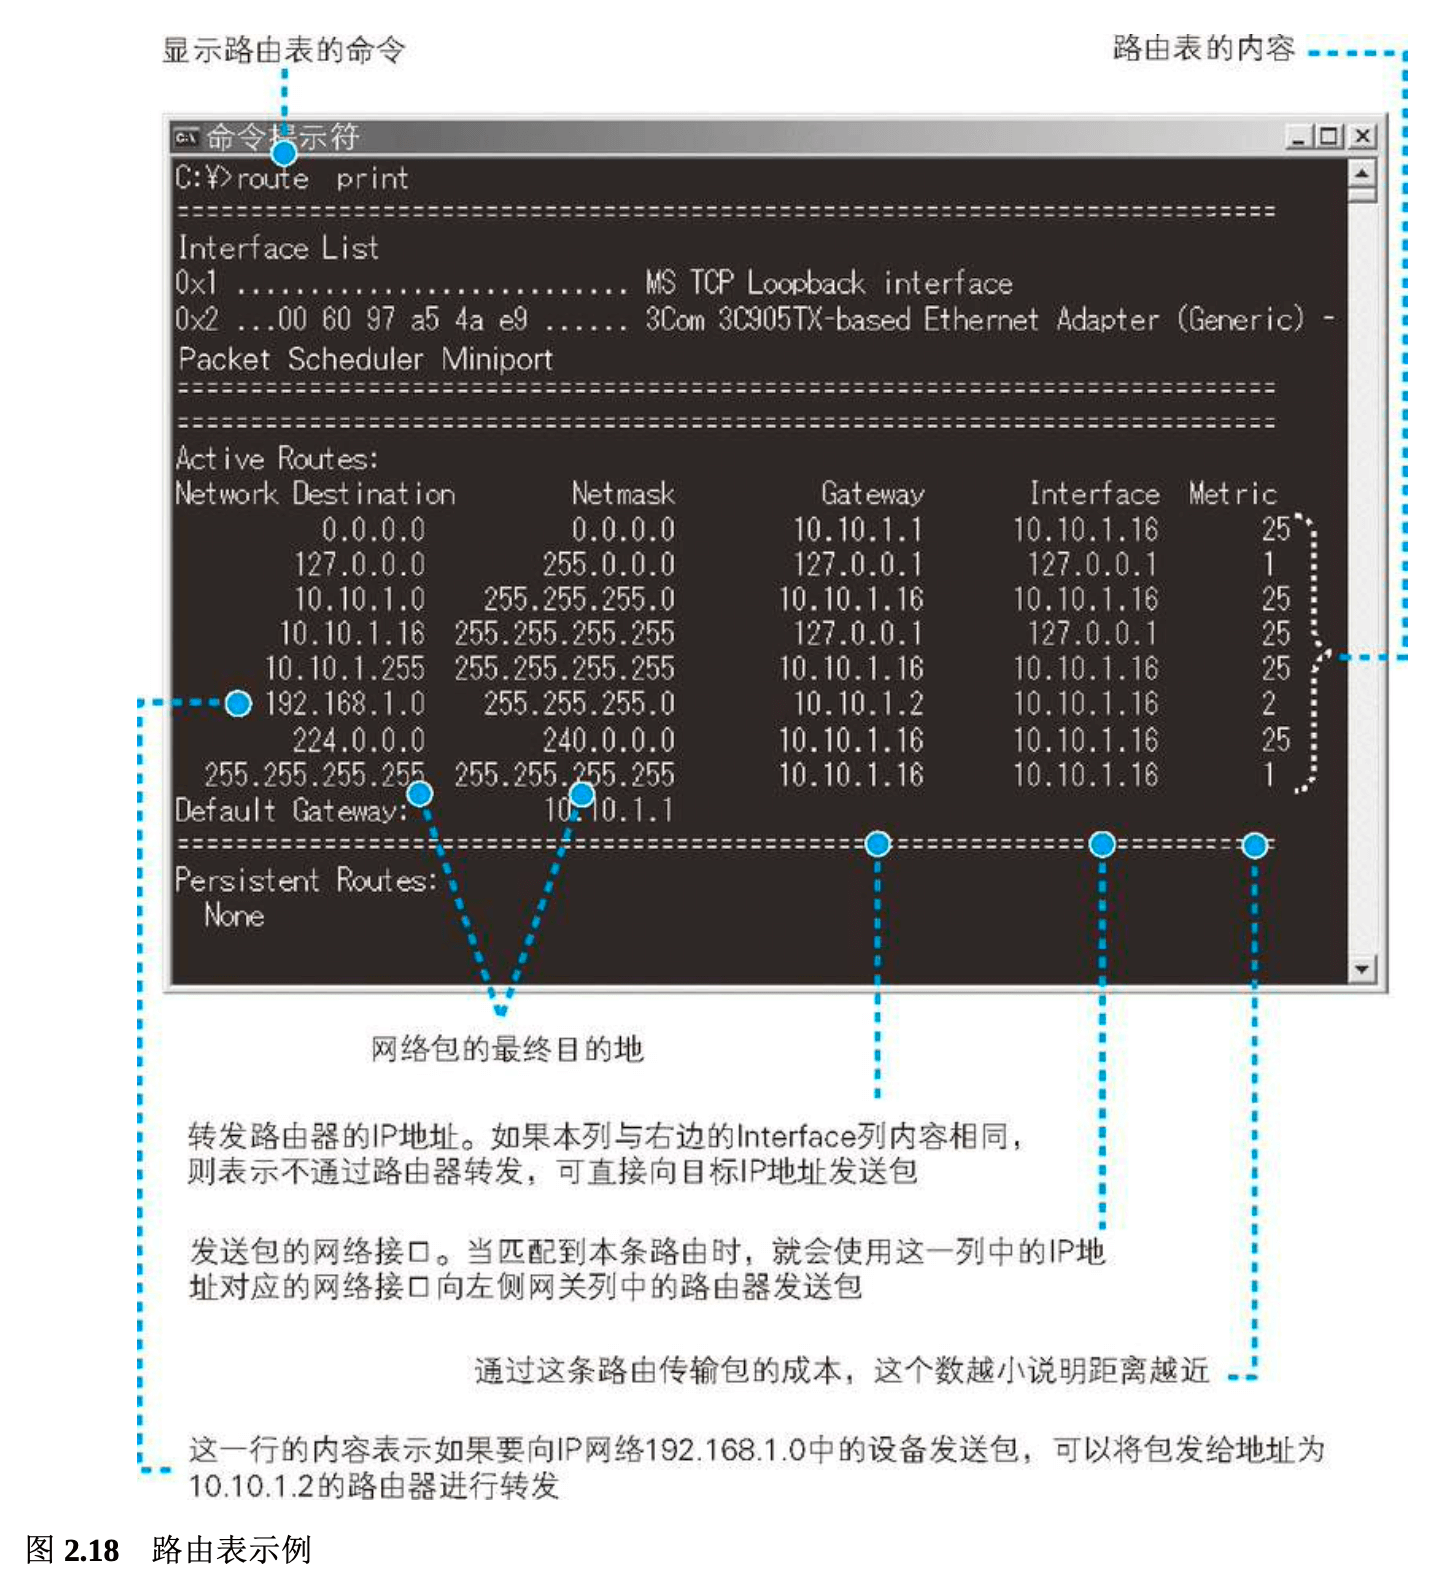 显示路由表的命令
路由表的内容
命令提示符
C:¥>route print
===========================================================================
Interface List
0x1 ........................... MS TCP Loopback interface
0x2 ...00 60 97 a5 4a e9 ...... 3Com 3C905TX-based Ethernet Adapter (Generic) -
Packet Scheduler Miniport
===========================================================================
===========================================================================
Active Routes:
Network Destination Netmask Gateway Interface Metric
0.0.0.0 0.0.0.0 10.10.1.1 10.10.1.16 25
127.0.0.0 255.0.0.0 127.0.0.1 127.0.0.1 1
10.10.1.0 255.255.255.0 10.10.1.16 10.10.1.16 25
10.10.1.16 255.255.255.255 127.0.0.1 127.0.0.1 25
10.10.1.255 255.255.255.255 10.10.1.16 10.10.1.16 25
192.168.1.0 255.255.255.0 10.10.1.2 10.10.1.16 2
224.0.0.0 240.0.0.0 10.10.1.16 10.10.1.16 25
255.255.255.255 255.255.255.255 10.10.1.16 10.10.1.16 1
Default Gateway: 10.10.1.1
===========================================================================
Persistent Routes:
None
网络包的最终目的地
转发路由器的IP地址。如果本列与右边的Interface列内容相同，
则表示不通过路由器转发，可直接向目标IP地址发送包
发送包的网络接口。当匹配到本条路由时，就会使用这一列中的IP地
址对应的网络接口向左侧网关列中的路由器发送包
通过这条路由传输包的成本，这个数越小说明距离越近
这一行的内容表示如果要向IP网络192.168.1.0中的设备发送包，可以将包发给地址为
10.10.1.2的路由器进行转发
图 2.18 路由表示例